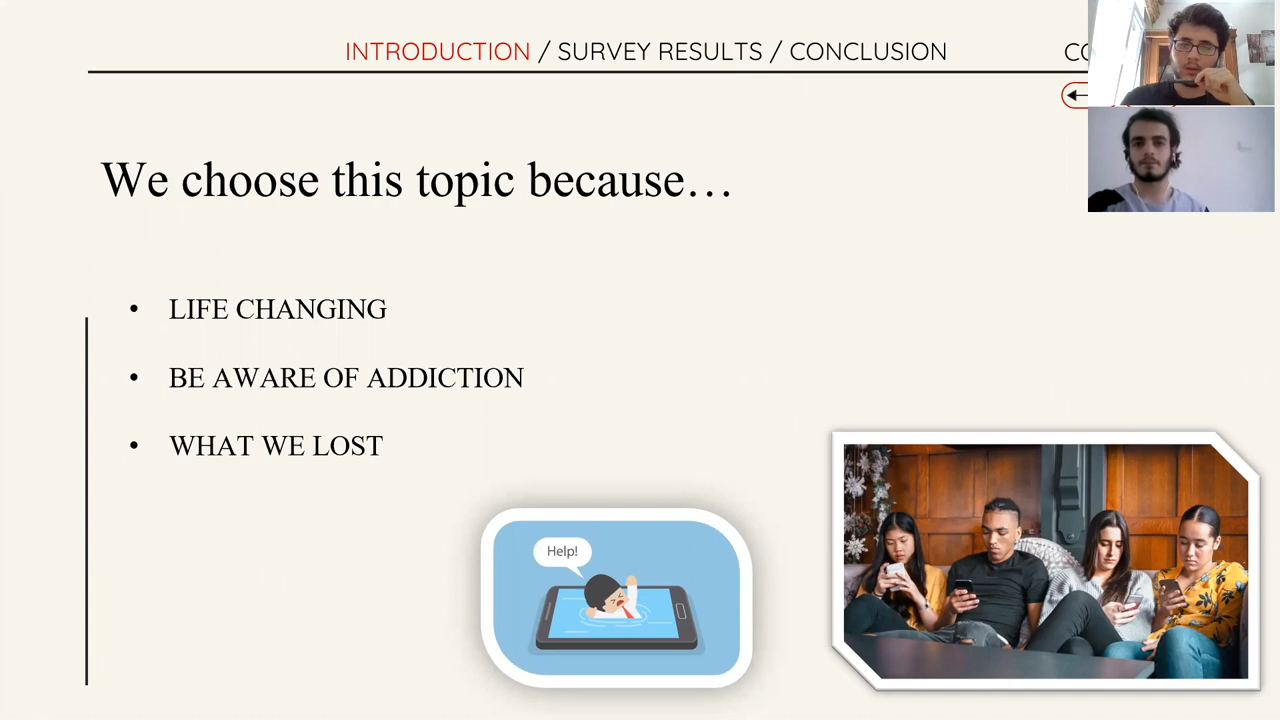 INTRODUCTION / SURVEY RESULTS / CONCLUSION
We choose this topic because…
• LIFE CHANGING
• BE AWARE OF ADDICTION
• WHAT WE LOST
Help!